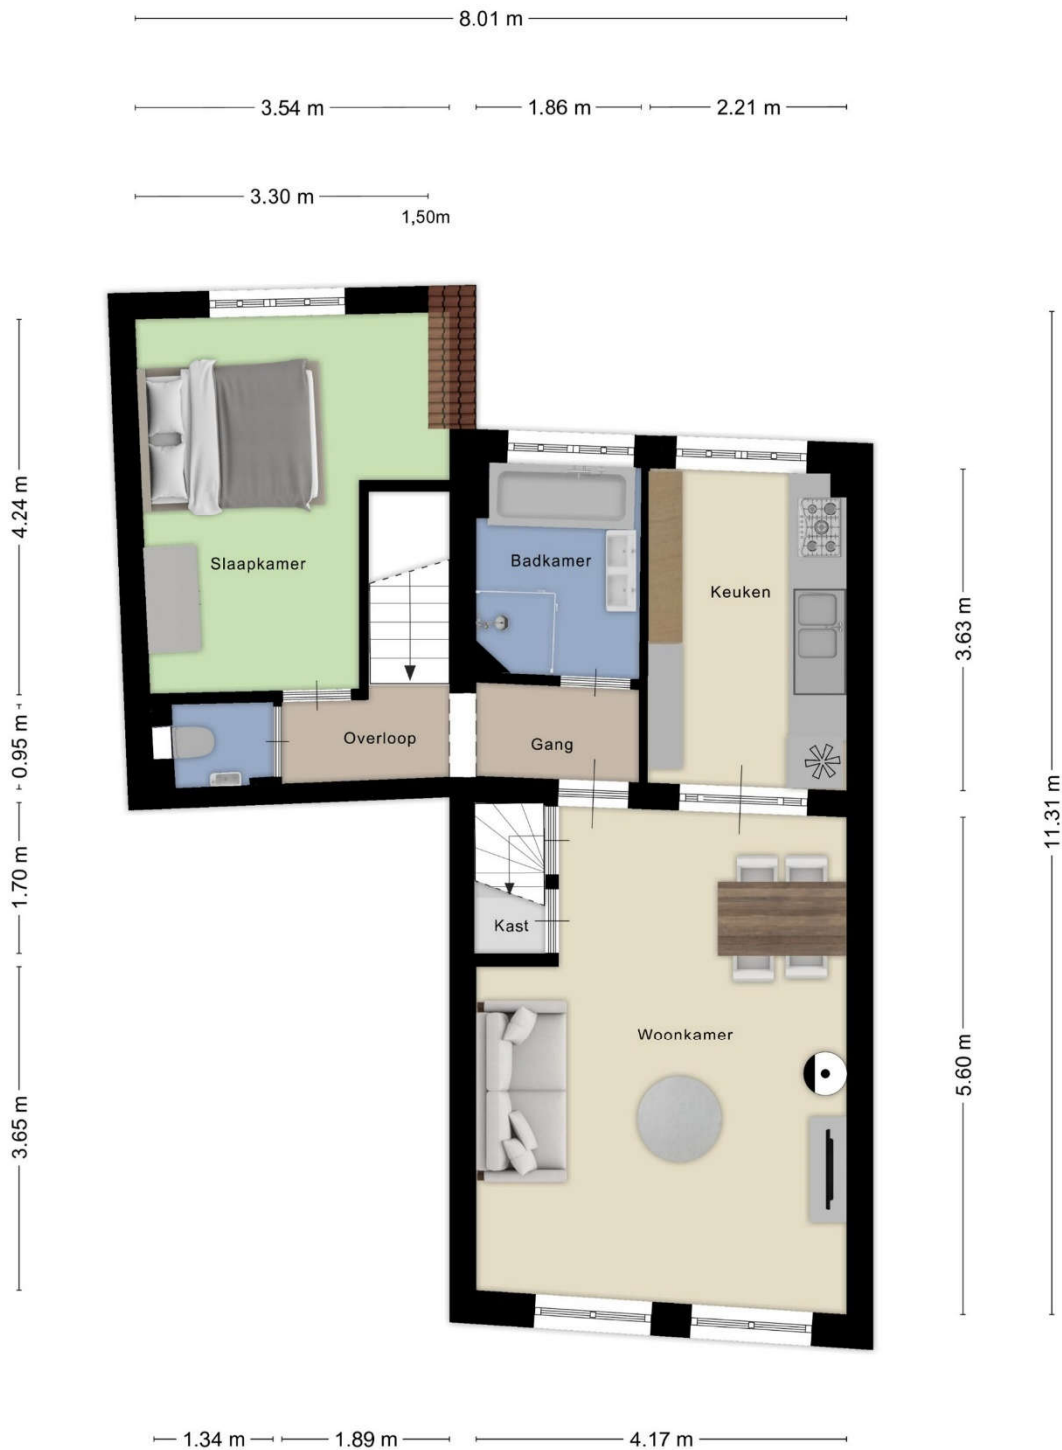 8.01 m
3.54 m
1.86 m
2.21 m
3.30 m
1,50m
4.24 m
Slaapkamer
Badkamer
Keuken
3.63 m
0.95 m
Overloop
Gang
11.31 m
1.70 m
Kast
Woonkamer
5.60 m
3.65 m
1.34 m
1.89 m
4.17 m